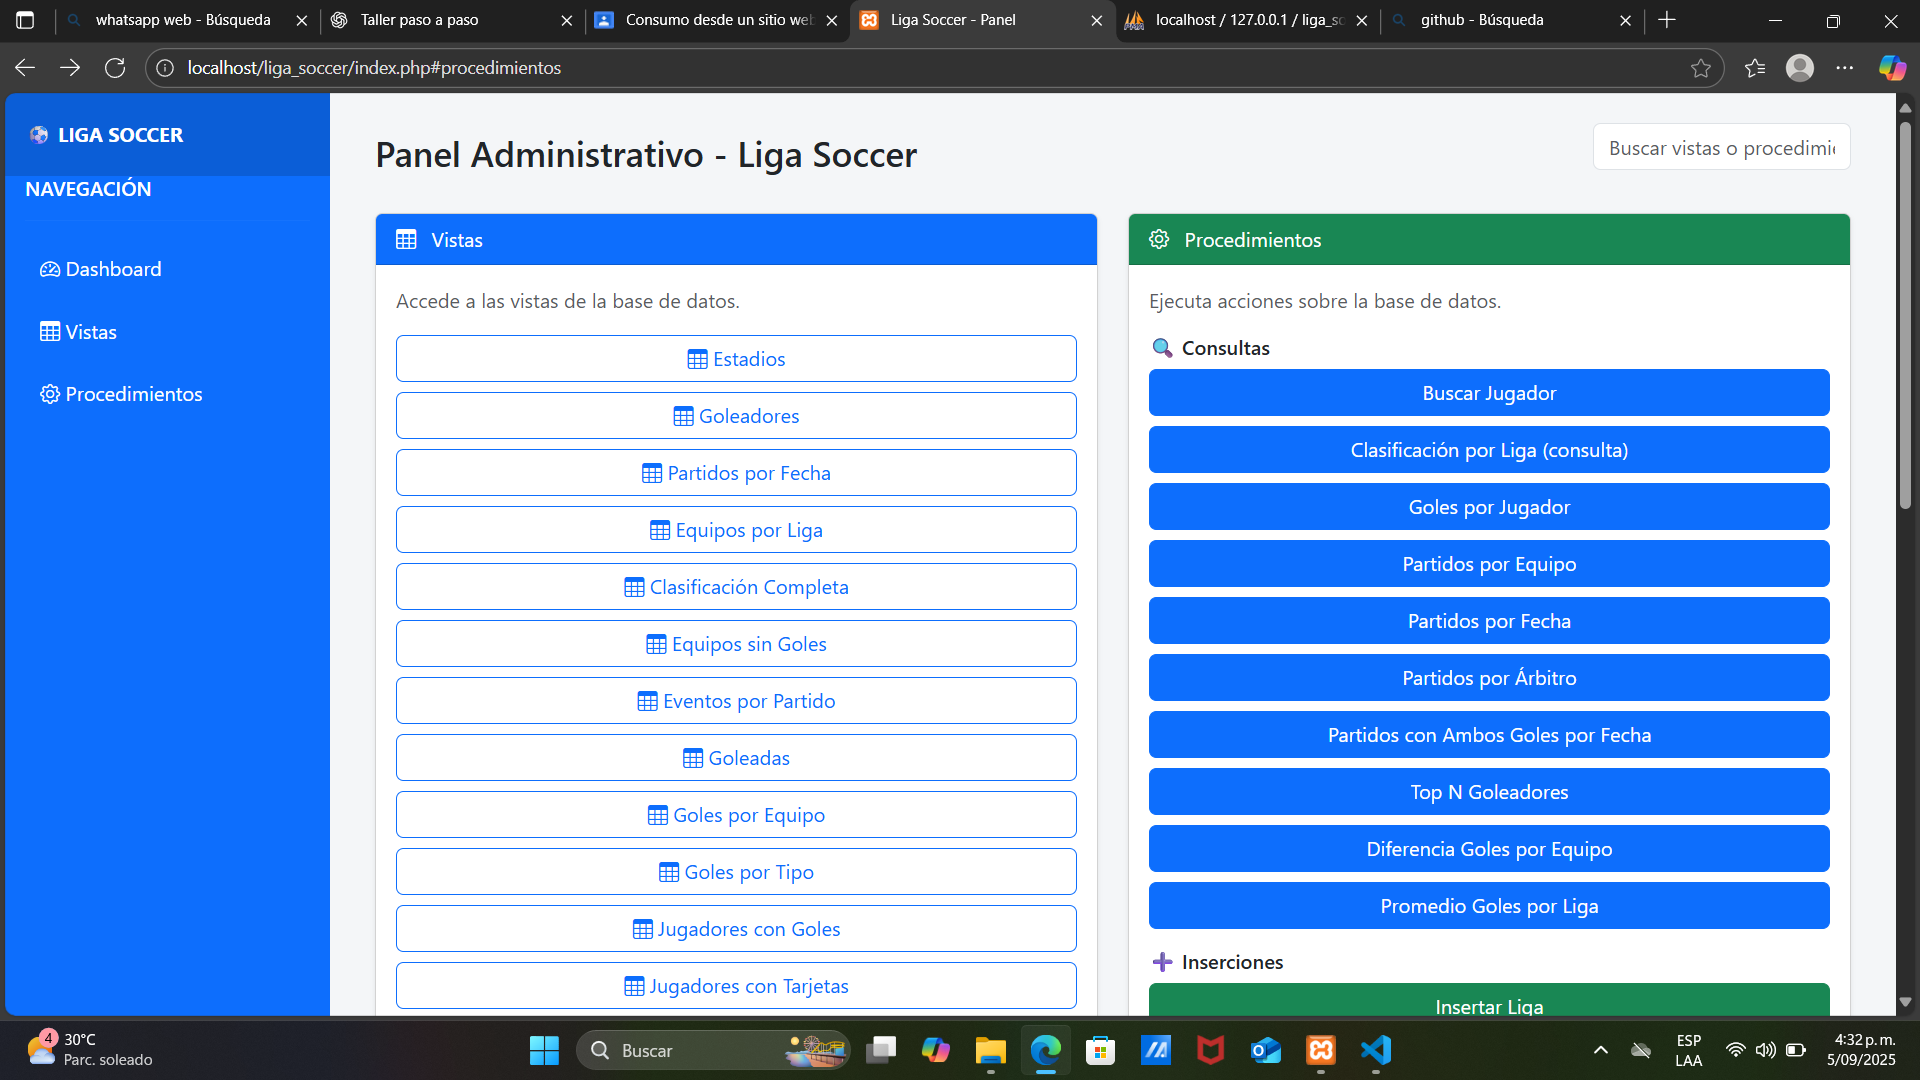 whatsapp web - Búsqueda
Taller paso a paso
Consumo desde un sitio web
Liga Soccer - Panel
localhost / 127.0.0.1 / liga_so
github - Búsqueda
localhost/liga_soccer/index.php#procedimientos
LIGA SOCCER
NAVEGACIÓN
Dashboard
Vistas
Procedimientos
Panel Administrativo - Liga Soccer
Buscar vistas o procedimie
Vistas
Accede a las vistas de la base de datos.
Estadios
Goleadores
Partidos por Fecha
Equipos por Liga
Clasificación Completa
Equipos sin Goles
Eventos por Partido
Goleadas
Goles por Equipo
Goles por Tipo
Jugadores con Goles
Jugadores con Tarjetas
Procedimientos
Ejecuta acciones sobre la base de datos.
Consultas
Buscar Jugador
Clasificación por Liga (consulta)
Goles por Jugador
Partidos por Equipo
Partidos por Fecha
Partidos por Árbitro
Partidos con Ambos Goles por Fecha
Top N Goleadores
Diferencia Goles por Equipo
Promedio Goles por Liga
Inserciones
Insertar Liga
4
30°C
Parc. soleado
Buscar
ESP
LAA
4:32 p. m.
5/09/2025